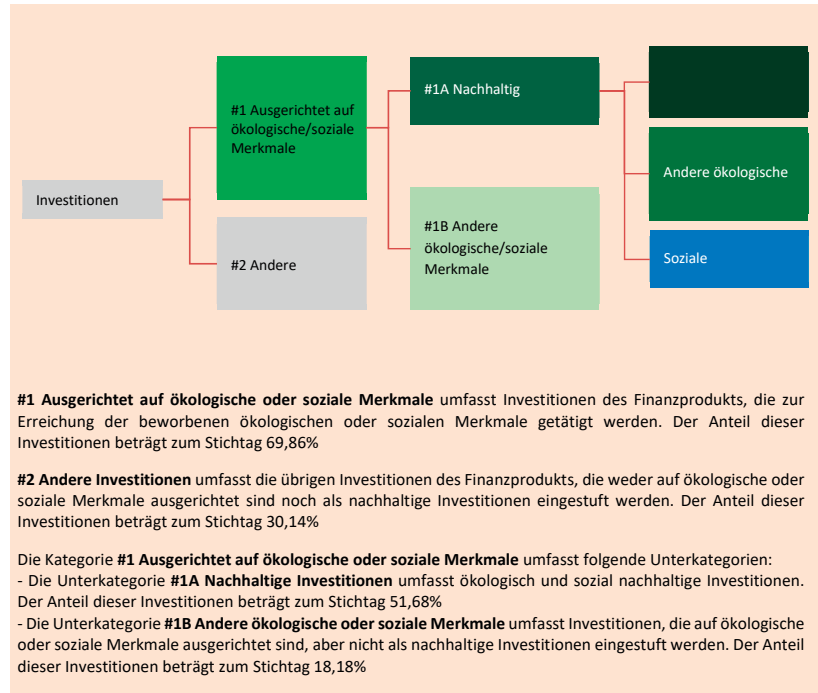 #1 Ausgerichtet auf
ökologische/soziale
Merkmale
#1A Nachhaltig
Andere ökologische
Investitionen
#1B Andere
ökologische/soziale
Merkmale
#2 Andere
Soziale
#1 Ausgerichtet auf ökologische oder soziale Merkmale umfasst Investitionen des Finanzprodukts, die zur
Erreichung der beworbenen ökologischen oder sozialen Merkmale getätigt werden. Der Anteil dieser
Investitionen beträgt zum Stichtag 69,86%
#2 Andere Investitionen umfasst die übrigen Investitionen des Finanzprodukts, die weder auf ökologische oder
soziale Merkmale ausgerichtet sind noch als nachhaltige Investitionen eingestuft werden. Der Anteil dieser
Investitionen beträgt zum Stichtag 30,14%
Die Kategorie #1 Ausgerichtet auf ökologische oder soziale Merkmale umfasst folgende Unterkategorien:
- Die Unterkategorie #1A Nachhaltige Investitionen umfasst ökologisch und sozial nachhaltige Investitionen.
Der Anteil dieser Investitionen beträgt zum Stichtag 51,68%
- Die Unterkategorie #1B Andere ökologische oder soziale Merkmale umfasst Investitionen, die auf ökologische
oder soziale Merkmale ausgerichtet sind, aber nicht als nachhaltige Investitionen eingestuft werden. Der Anteil
dieser Investitionen beträgt zum Stichtag 18,18%